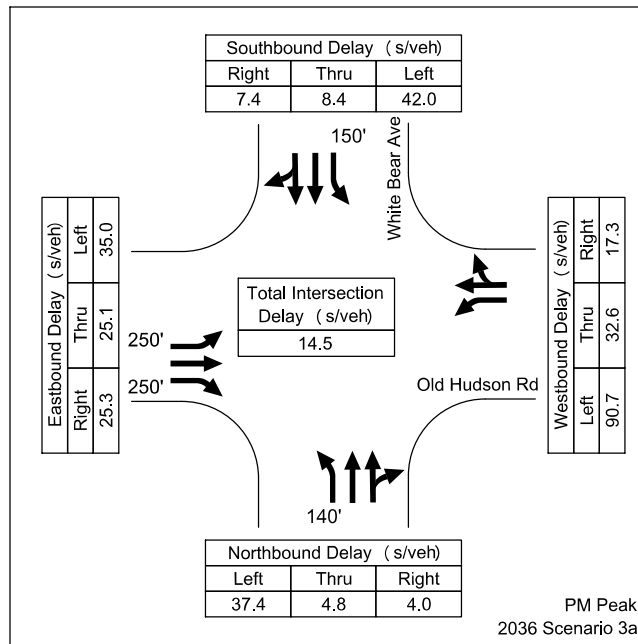 Southbound Delay (s/veh)
Right Thru Left
7.4 8.4 42.0
150'
White Bear Ave
Eastbound Delay (s/veh)
Left Thru Right
35.0 25.1 25.3
Total Intersection
Delay (s/veh)
14.5
250'
250'
Westbound Delay (s/veh)
Right Thru Left
17.3 32.6 90.7
Old Hudson Rd
140'
Northbound Delay (s/veh)
Left Thru Right
37.4 4.8 4.0
PM Peak
2036 Scenario 3a